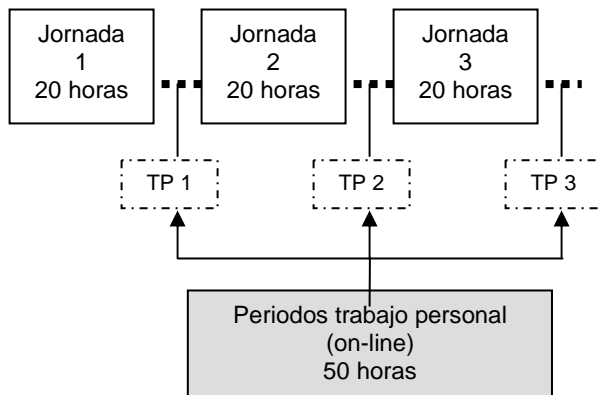 Jornada
1
20 horas
Jornada
2
20 horas
Jornada
3
20 horas
TP 1
TP 2
TP 3
Periodos trabajo personal
(on-line)
50 horas